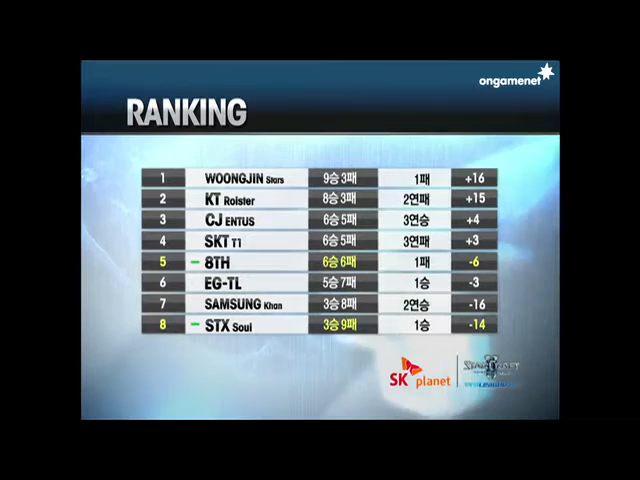 ongamenet
RANKING
1 WOONGJIN Stars 9승 3패 1패 +16
2 KT Rolster 8승 3패 2연패 +15
3 CJ ENTUS 6승 5패 3연승 +4
4 SKT T1 6승 5패 3연패 +3
5 - 8TH 6승 6패 1패 -6
6 EG-TL 5승 7패 1승 -3
7 SAMSUNG Khan 3승 8패 2연승 -16
8 - STX Soul 3승 9패 1승 -14
SK planet